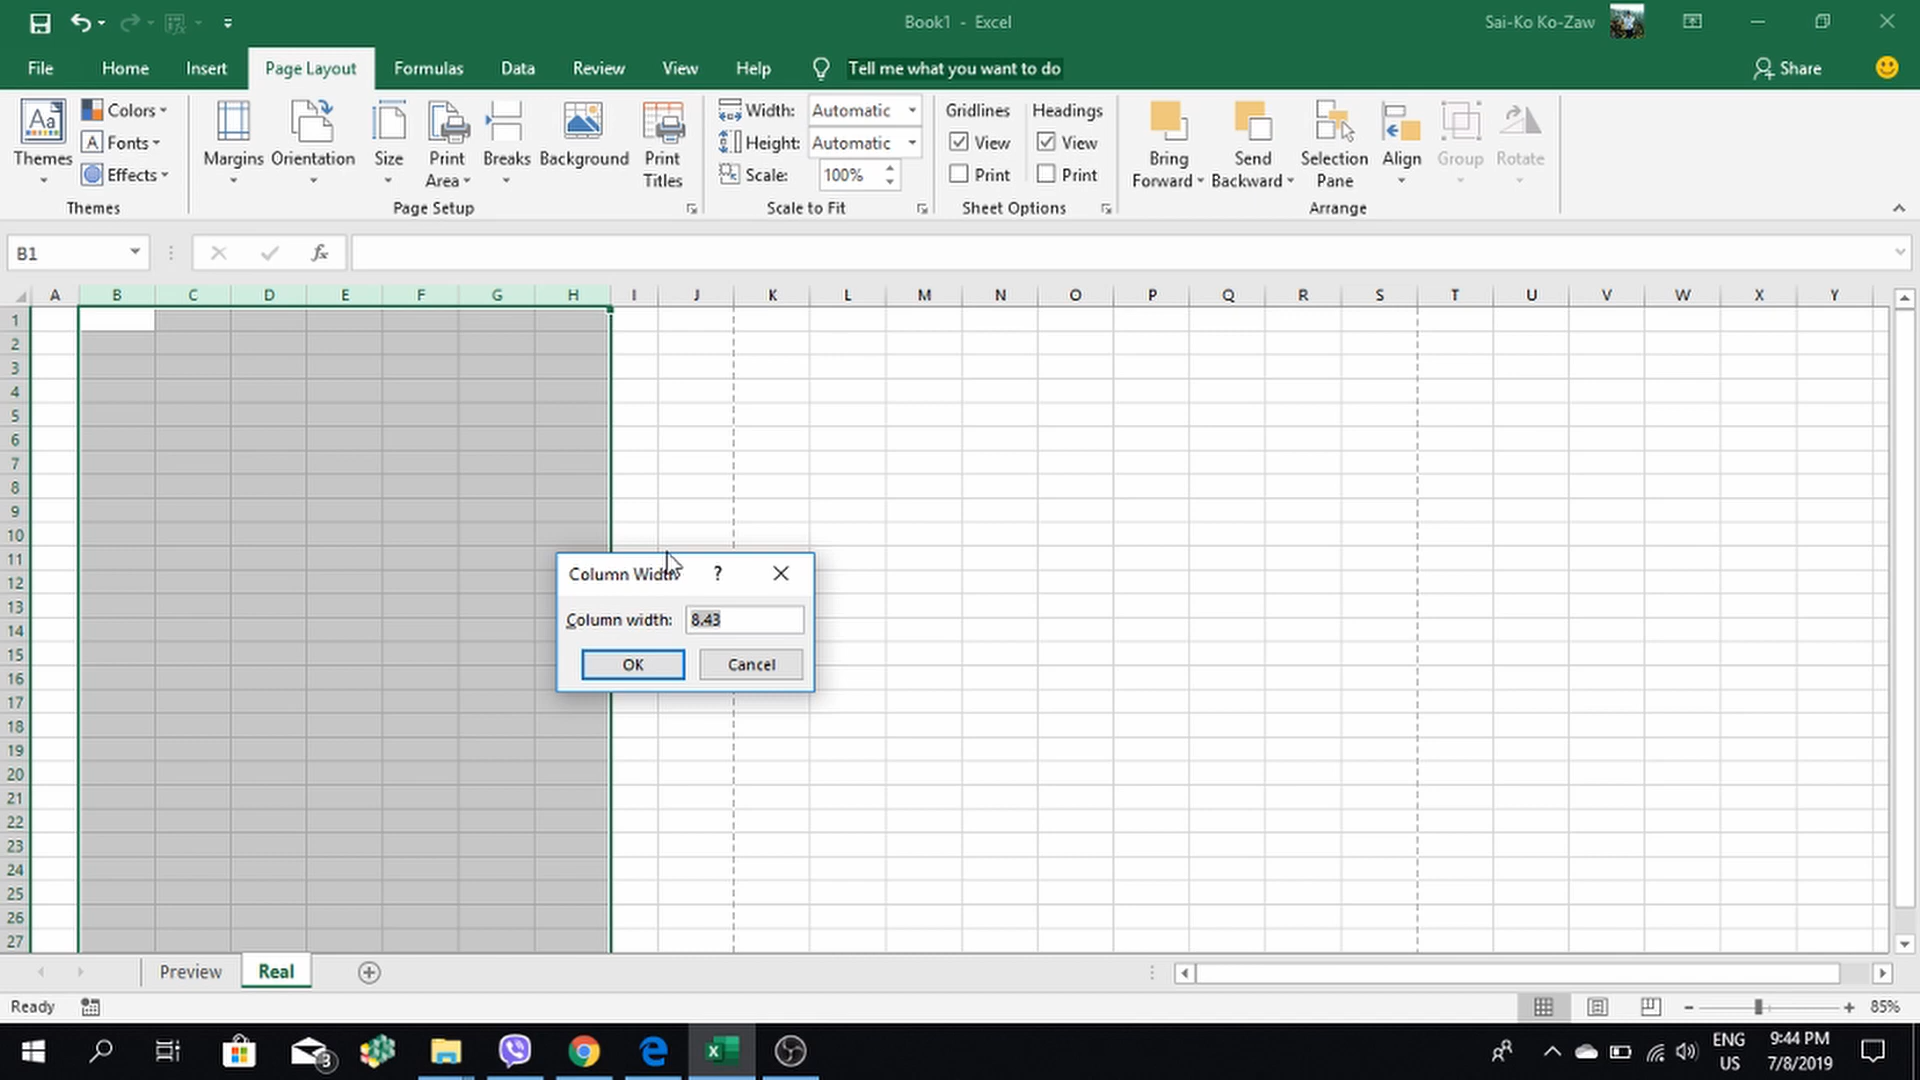 Book1 - Excel
Sai-Ko Ko-Zaw
File Home Insert Page Layout Formulas Data Review View Help Tell me what you want to do Share
Themes
Colors
Fonts
Effects
Themes
Margins
Orientation
Size
Print Area
Breaks
Background
Print Titles
Page Setup
Width: Automatic
Height: Automatic
Scale: 100%
Scale to Fit
Gridlines Headings
View View
Print Print
Sheet Options
Bring Forward
Send Backward
Selection Pane
Align
Group
Rotate
Arrange
B1 fx
A B C D E F G H I J K L M N O P Q R S T U V W X Y
1
2
3
4
5
6
7
8
9
10
11
12
13
14
15
16
17
18
19
20
21
22
23
24
25
26
27
Column Width ?
Column width: 8.43
OK Cancel
Preview Real
Ready 85%
3
ENG
US
9:44 PM
7/8/2019